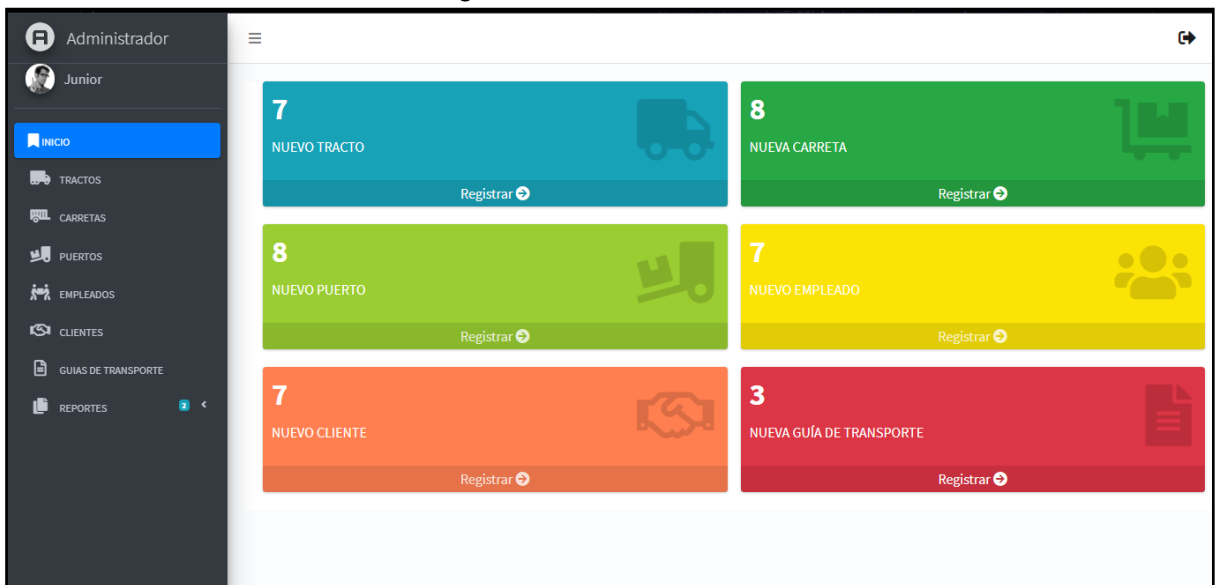 Administrador
Junior
INICIO
TRACTOS
CARRETAS
PUERTOS
EMPLEADOS
CLIENTES
GUIAS DE TRANSPORTE
REPORTES 2
7
NUEVO TRACTO
Registrar
8
NUEVA CARRETA
Registrar
8
NUEVO PUERTO
Registrar
7
NUEVO EMPLEADO
Registrar
7
NUEVO CLIENTE
Registrar
3
NUEVA GUÍA DE TRANSPORTE
Registrar